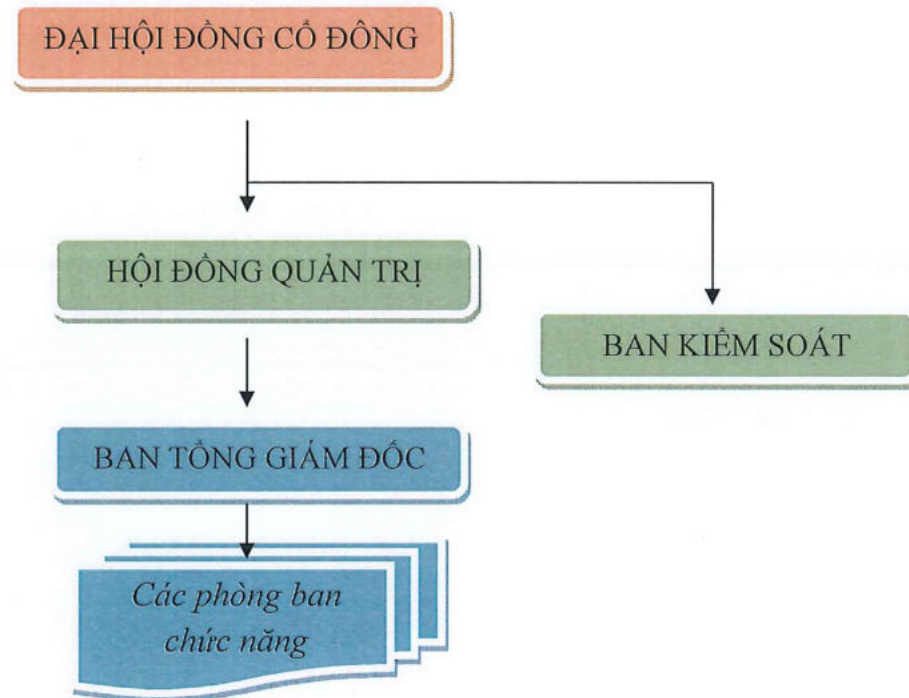 ĐẠI HỘI ĐỒNG CỔ ĐÔNG
HỘI ĐỒNG QUẢN TRỊ
BAN KIỂM SOÁT
BAN TỔNG GIÁM ĐỐC
Các phòng ban
chức năng